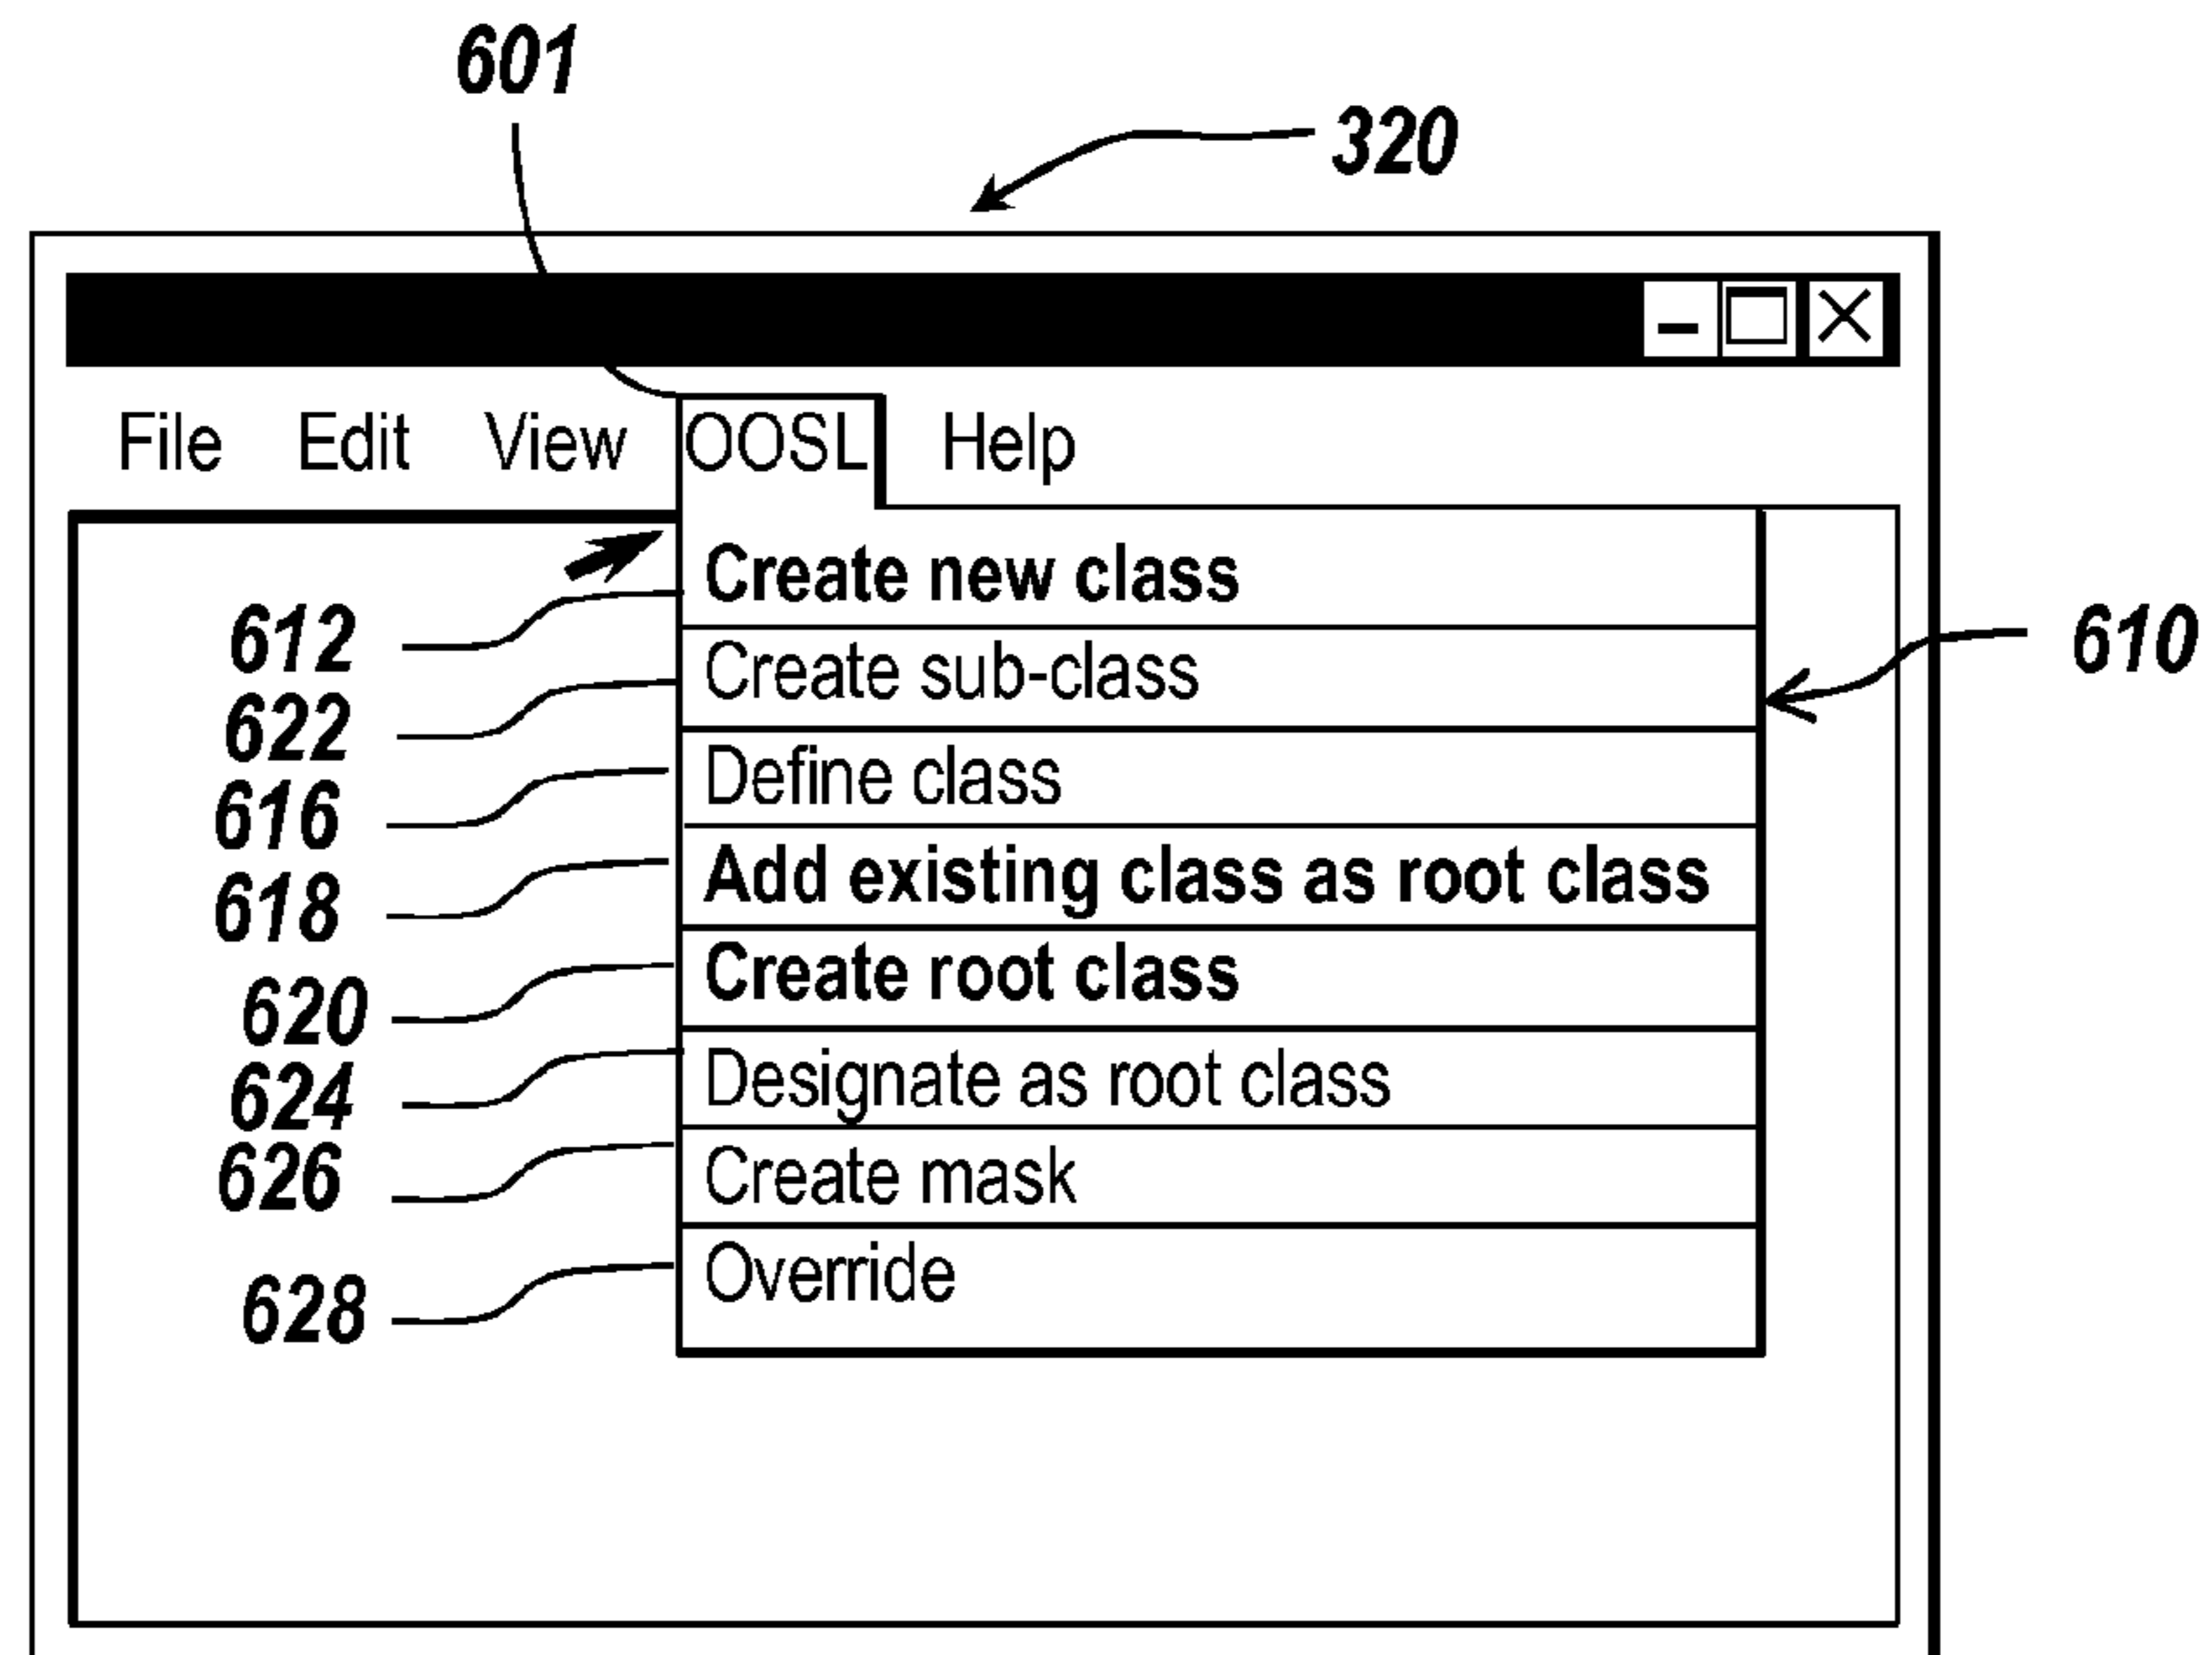 601
320
File Edit View OOSL Help
Create new class
612
610
Create sub-class
622
Define class
616
Add existing class as root class
618
Create root class
620
Designate as root class
624
Create mask
626
Override
628